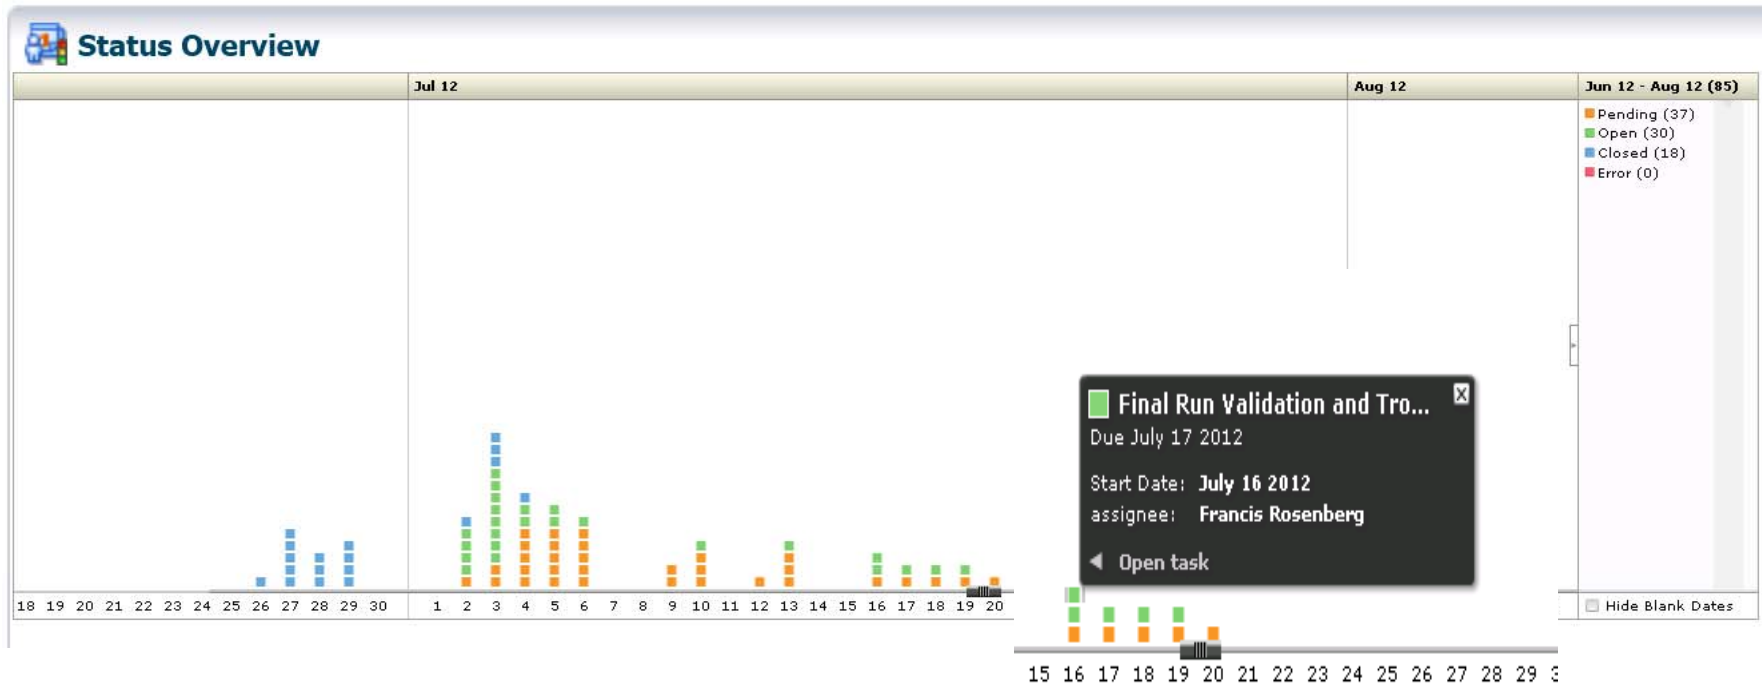 Status Overview
Jul 12
Aug 12
Jun 12 - Aug 12 (85)
Pending (37)
Open (30)
Closed (18)
Error (0)
Final Run Validation and Tro...
X
Due July 17 2012
Start Date: July 16 2012
assignee: Francis Rosenberg
Open task
18 19 20 21 22 23 24 25 26 27 28 29 30 1 2 3 4 5 6 7 8 9 10 11 12 13 14 15 16 17 18 19 20
Hide Blank Dates
15 16 17 18 19 20 21 22 23 24 25 26 27 28 29